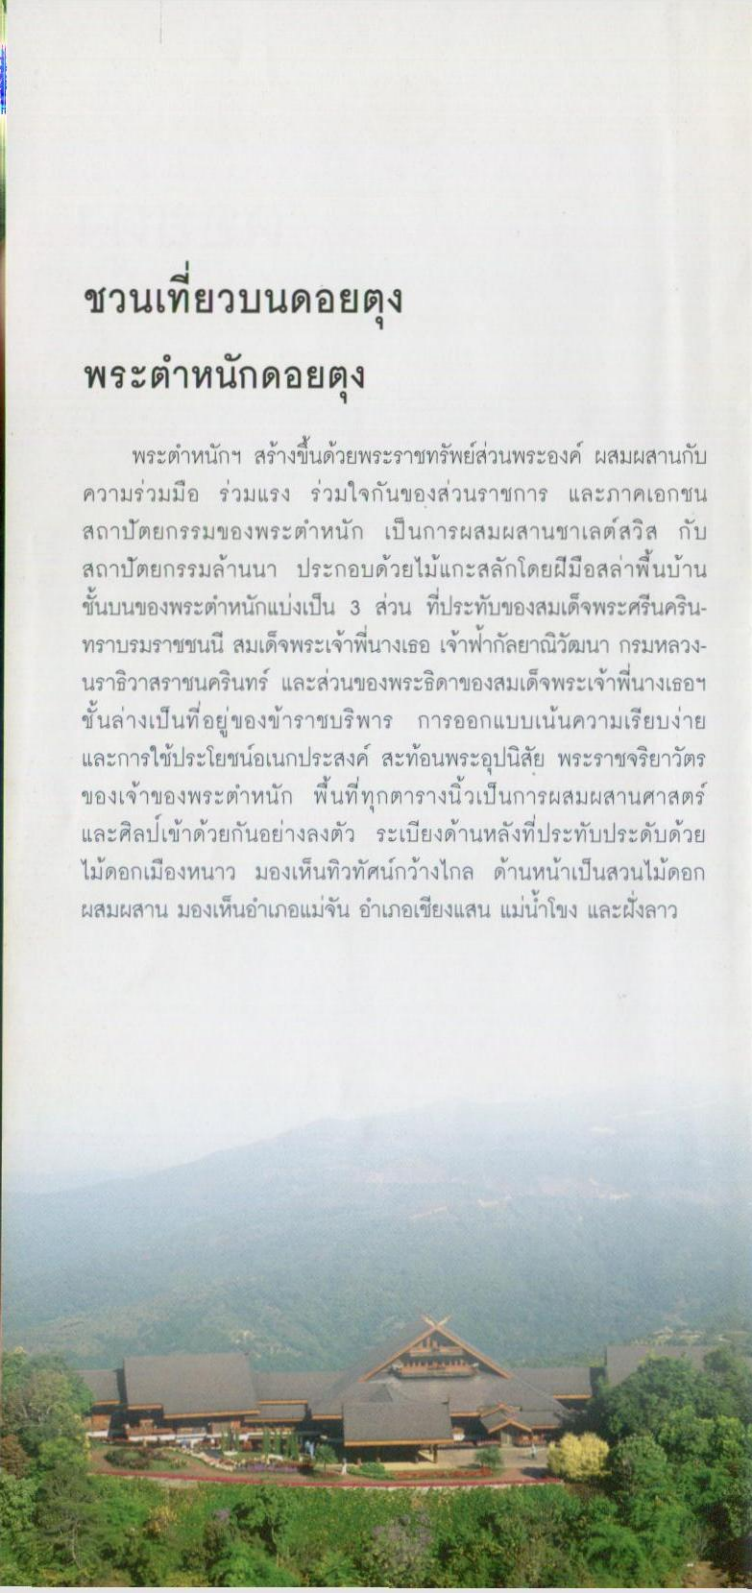 ชวนเที่ยวบนดอยตุง
พระตำหนักดอยตุง
พระตำหนักฯ สร้างขึ้นด้วยพระราชทรัพย์ส่วนพระองค์ ผสมผสานกับ
ความร่วมมือ ร่วมแรง ร่วมใจกันของส่วนราชการ และภาคเอกชน
สถาปัตยกรรมของพระตำหนัก เป็นการผสมผสานชาเลต์สวิส กับ
สถาปัตยกรรมล้านนา ประกอบด้วยไม้แกะสลักโดยฝีมือสล่าพื้นบ้าน
ชั้นบนของพระตำหนักแบ่งเป็น 3 ส่วน ที่ประทับของสมเด็จพระศรีนคริน-
ทราบรมราชชนนี สมเด็จพระเจ้าพี่นางเธอ เจ้าฟ้ากัลยาณิวัฒนา กรมหลวง-
นราธิวาสราชนครินทร์ และส่วนของพระธิดาของสมเด็จพระเจ้าพี่นางเธอฯ
ชั้นล่างเป็นที่อยู่ของข้าราชบริพาร การออกแบบเน้นความเรียบง่าย
และการใช้ประโยชน์อเนกประสงค์ สะท้อนพระอุปนิสัย พระราชจริยาวัตร
ของเจ้าของพระตำหนัก พื้นที่ทุกตารางนิ้วเป็นการผสมผสานศาสตร์
และศิลป์เข้าด้วยกันอย่างลงตัว ระเบียงด้านหลังที่ประทับประดับด้วย
ไม้ดอกเมืองหนาว มองเห็นทิวทัศน์กว้างไกล ด้านหน้าเป็นสวนไม้ดอก
ผสมผสาน มองเห็นอำเภอแม่จัน อำเภอเชียงแสน แม่น้ำโขง และฝั่งลาว